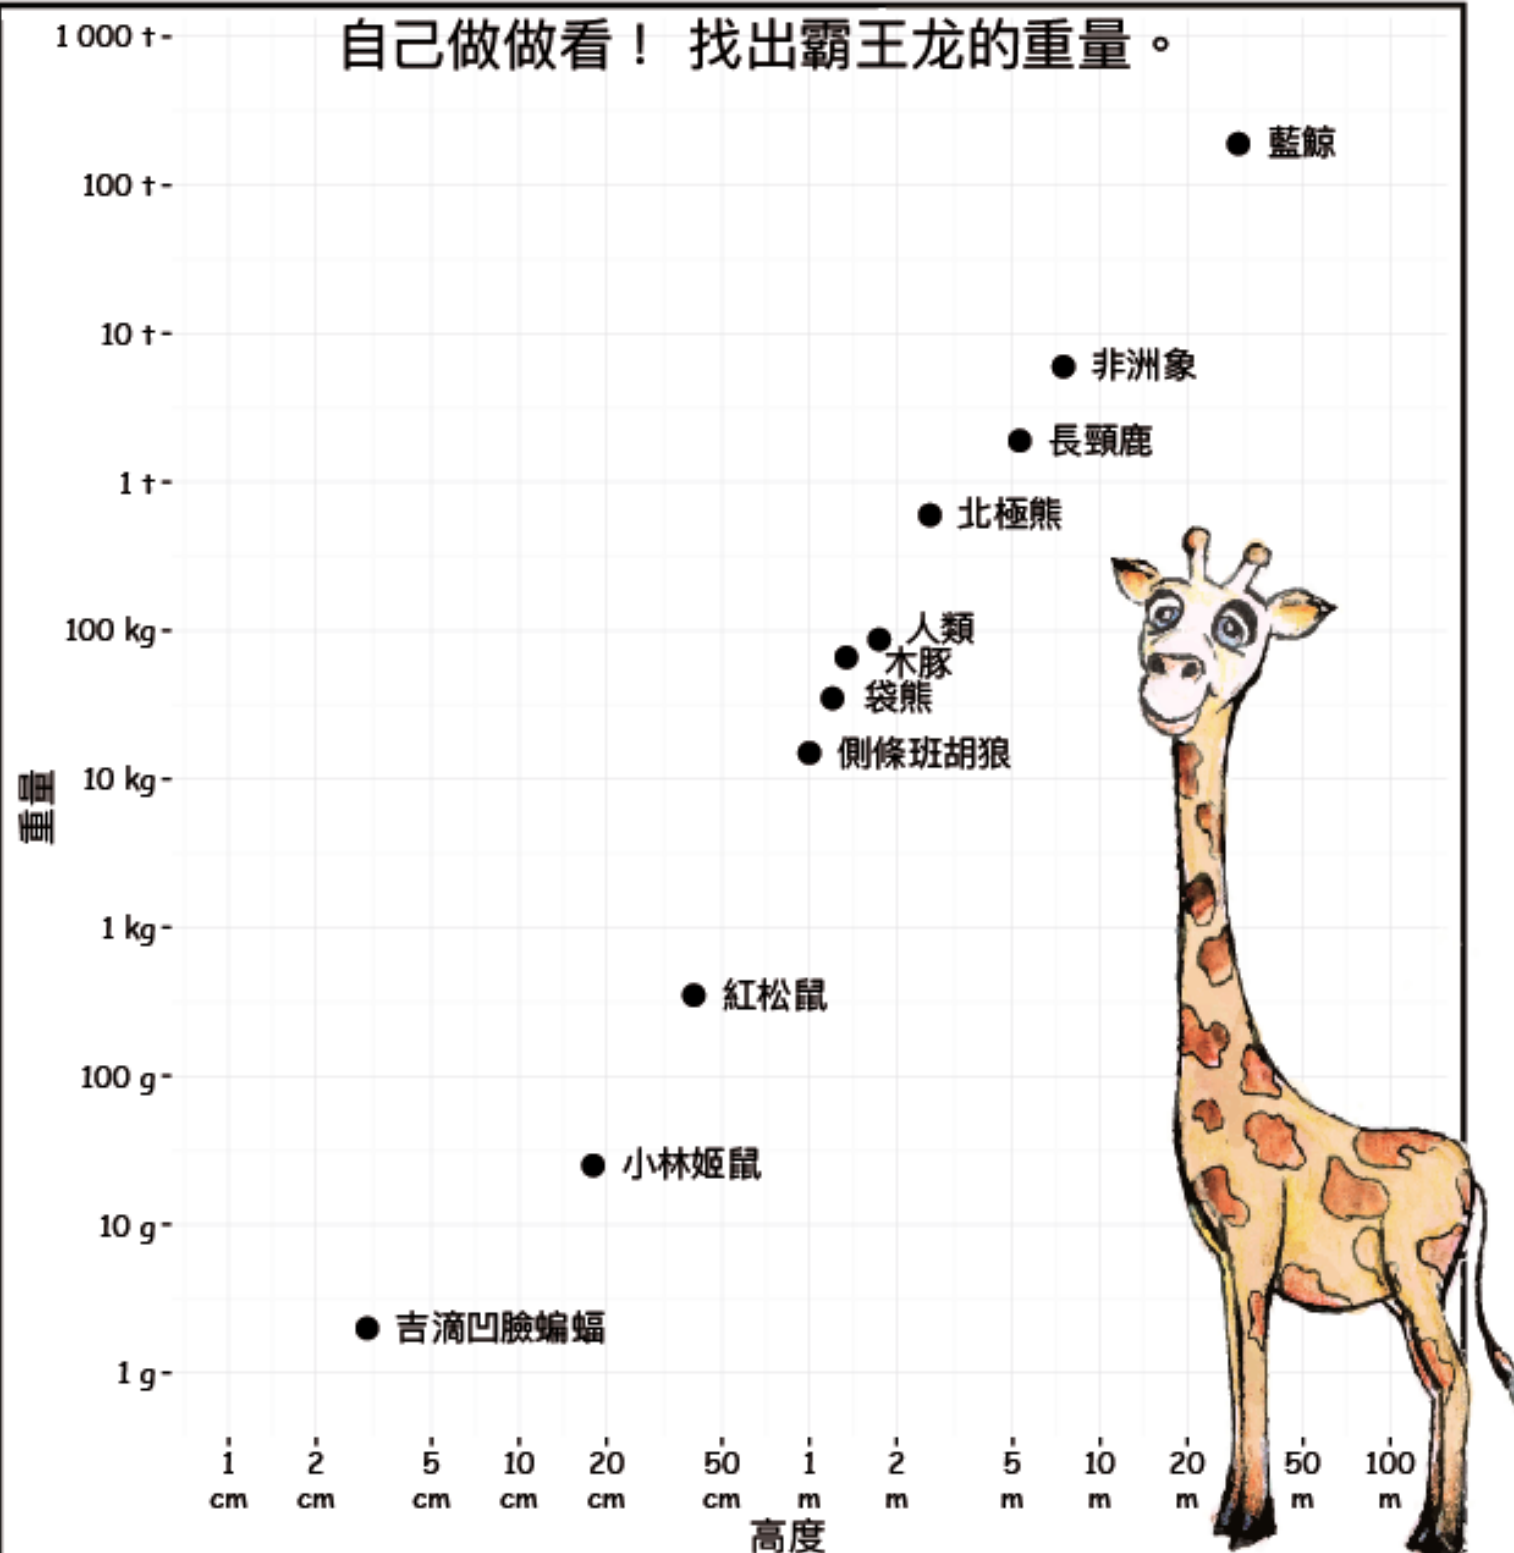 自己做做看！ 找出霸王龙的重量。
1 000 t
100 t
10 t
1 t
100 kg
10 kg
1 kg
100 g
10 g
1 g
重量
藍鯨
非洲象
長頸鹿
北極熊
人類
木豚
袋熊
側條班胡狼
紅松鼠
小林姬鼠
吉滴凹臉蝙蝠
1 2 5 10 20 50 1 2 5 10 20 50 100
cm cm cm cm cm cm m m m m m m m
高度